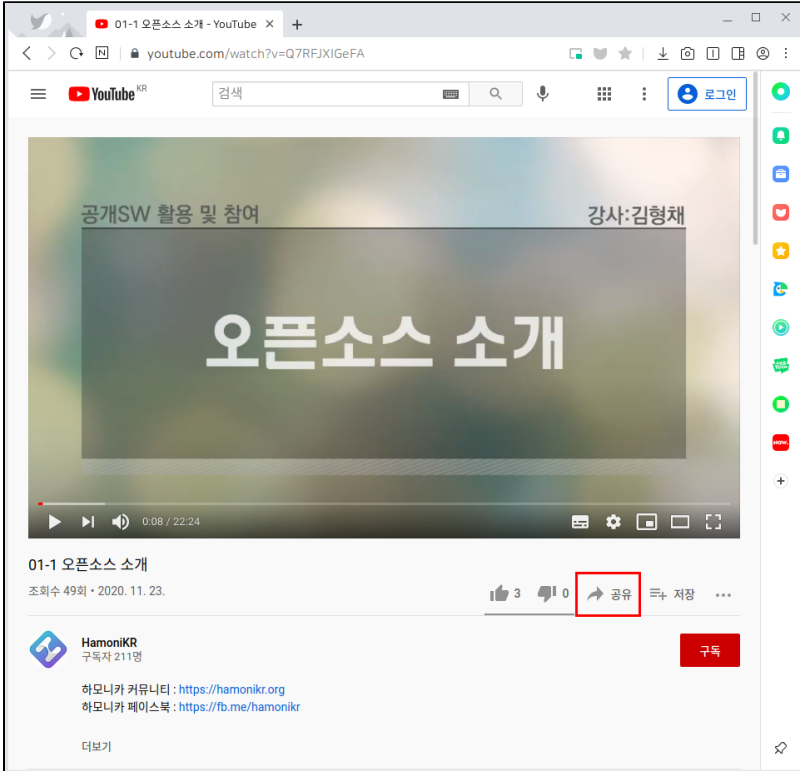 01-1 오픈소스 소개 - YouTube
youtube.com/watch?v=Q7RFJXIGeFA
YouTube KR
검색
로그인
공개SW 활용 및 참여
강사:김형채
오픈소스 소개
0:08 / 22:24
01-1 오픈소스 소개
조회수 49회 • 2020. 11. 23.
3
0
공유
저장
HamoniKR
구독자 211명
구독
하모니카 커뮤니티 : https://hamonikr.org
하모니카 페이스북 : https://fb.me/hamonikr
더보기
NOW.